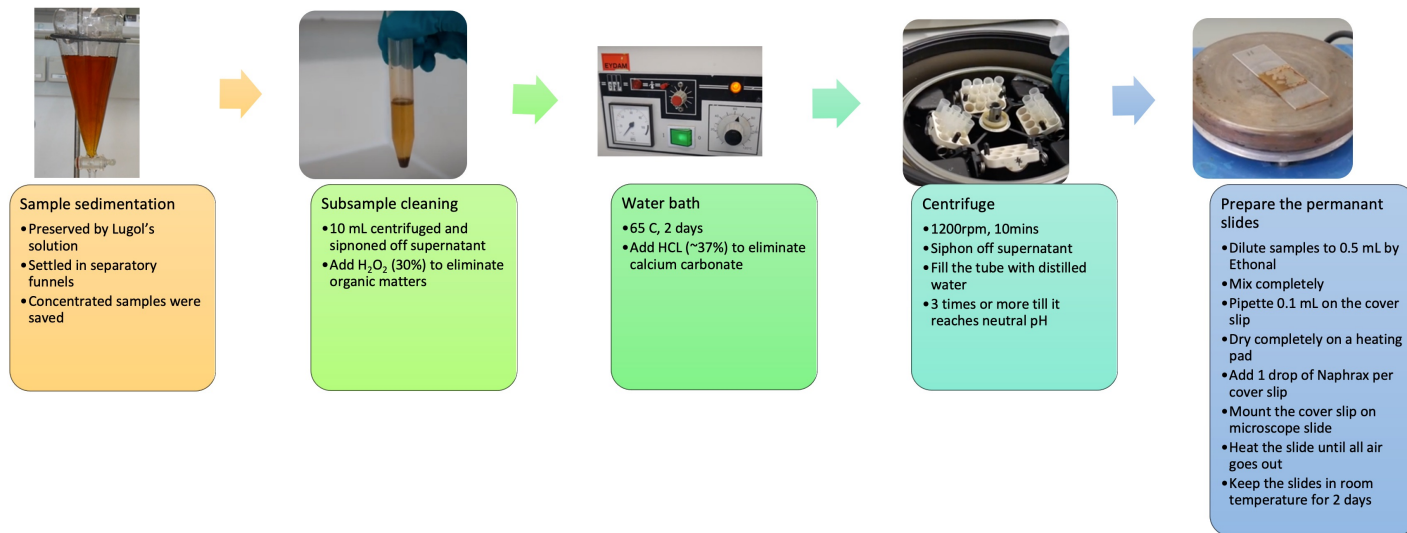 EYDAM
GFL
Sample sedimentation
•Preserved by Lugol's
solution
•Settled in separatory
funnels
•Concentrated samples were
saved
Subsample cleaning
•10 mL centrifuged and
sipnoned off supernatant
•Add H₂O₂ (30%) to eliminate
organic matters
Water bath
•65 C, 2 days
•Add HCL (~37%) to eliminate
calcium carbonate
Centrifuge
•1200rpm, 10mins
•Siphon off supernatant
•Fill the tube with distilled
water
•3 times or more till it
reaches neutral pH
Prepare the permanant
slides
•Dilute samples to 0.5 mL by
Ethonal
•Mix completely
•Pipette 0.1 mL on the cover
slip
•Dry completely on a heating
pad
•Add 1 drop of Naphrax per
cover slip
•Mount the cover slip on
microscope slide
•Heat the slide until all air
goes out
•Keep the slides in room
temperature for 2 days